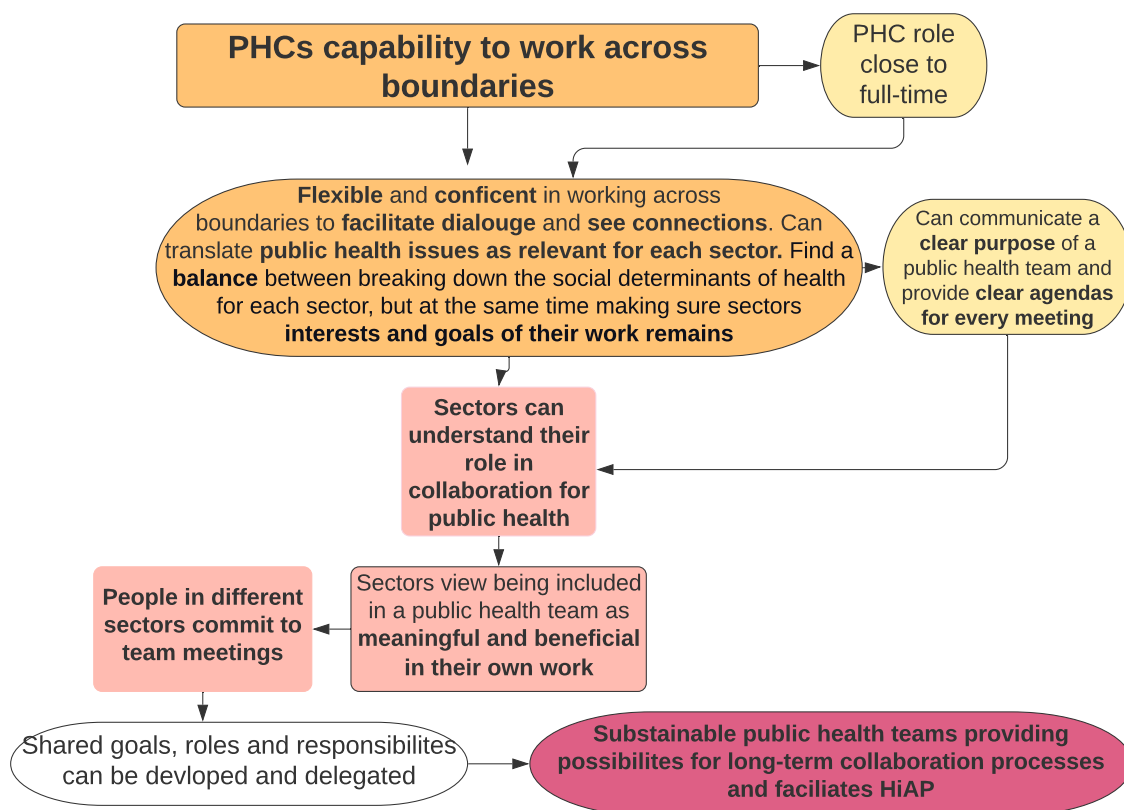 PHCs capability to work across
boundaries
PHC role
close to
full-time
Flexible and conficent in working across
boundaries to facilitate dialouge and see connections. Can
translate public health issues as relevant for each sector. Find a
balance between breaking down the social determinants of health
for each sector, but at the same time making sure sectors
interests and goals of their work remains
Can communicate a
clear purpose of a
public health team and
provide clear agendas
for every meeting
Sectors can
understand their
role in
collaboration for
public health
Sectors view being included
in a public health team as
meaningful and beneficial
in their own work
People in different
sectors commit to
team meetings
Shared goals, roles and responsibilites
can be devloped and delegated
Substainable public health teams providing
possibilites for long-term collaboration processes
and faciliates HiAP